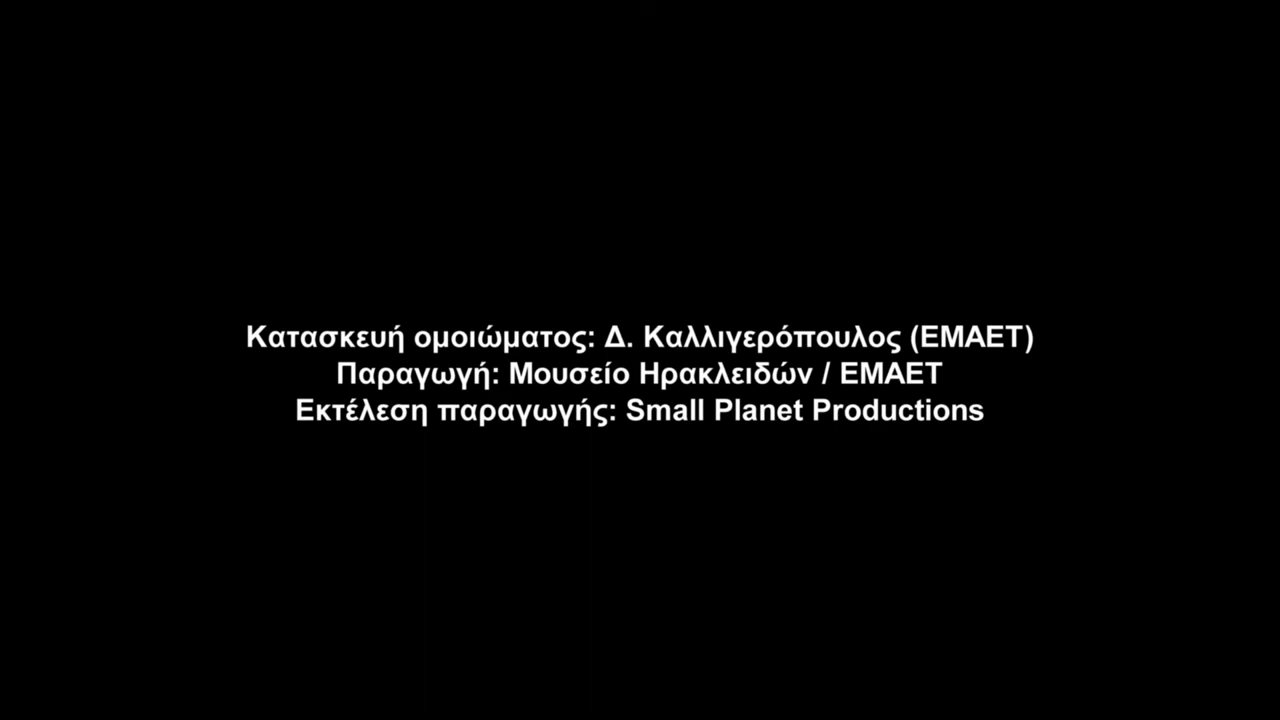 Κατασκευή ομοιώματος: Δ. Καλλιγερόπουλος (ΕΜΑΕΤ)
Παραγωγή: Μουσείο Ηρακλειδών / ΕΜΑΕΤ
Εκτέλεση παραγωγής: Small Planet Productions